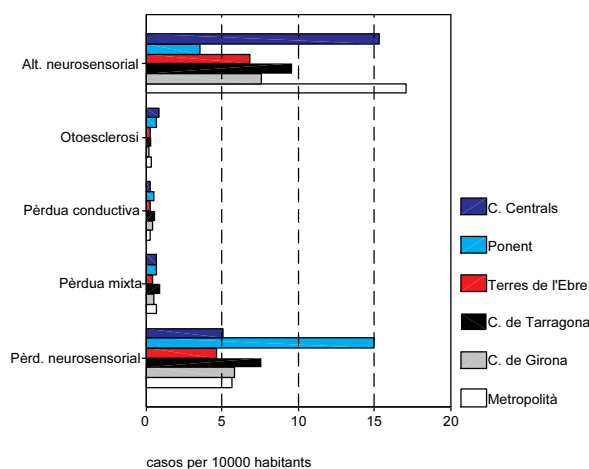 Alt. neurosensorial
Otoesclerosi
Pèrdua conductiva
Pèrdua mixta
Pèrd. neurosensorial
0 5 10 15 20
casos per 10000 habitants
C. Centrals
Ponent
Terres de l'Ebre
C. de Tarragona
C. de Girona
Metropolità